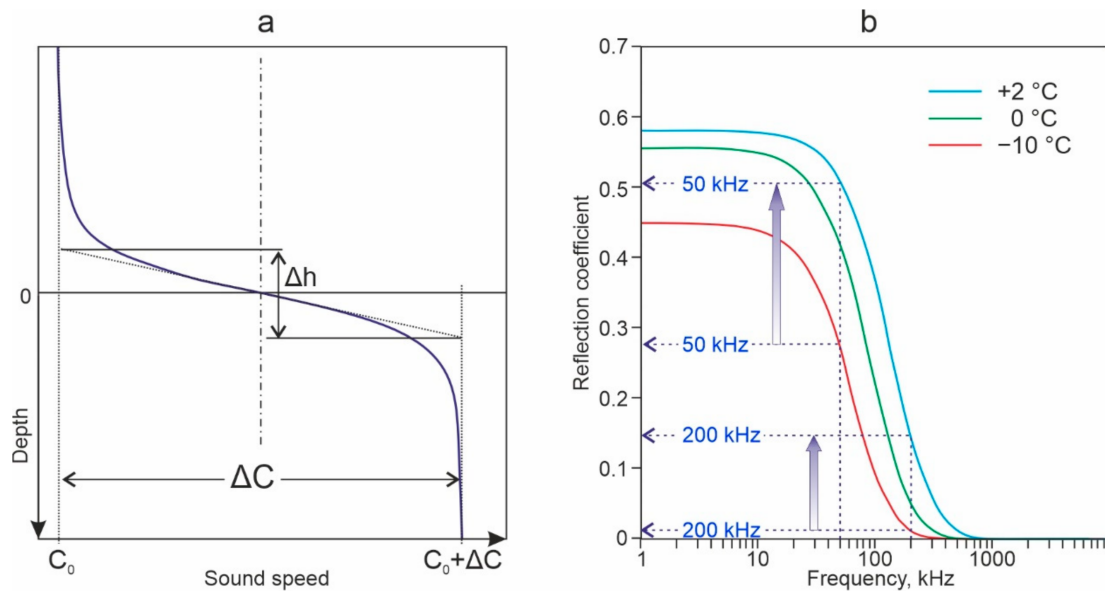 a
0
Depth
Δh
ΔC
C₀
Sound speed
C₀+ΔC
b
Reflection coefficient
0.7
0.6
0.5
0.4
0.3
0.2
0.1
0
+2 °C
0 °C
−10 °C
50 kHz
50 kHz
200 kHz
200 kHz
1
10
100
1000
Frequency, kHz